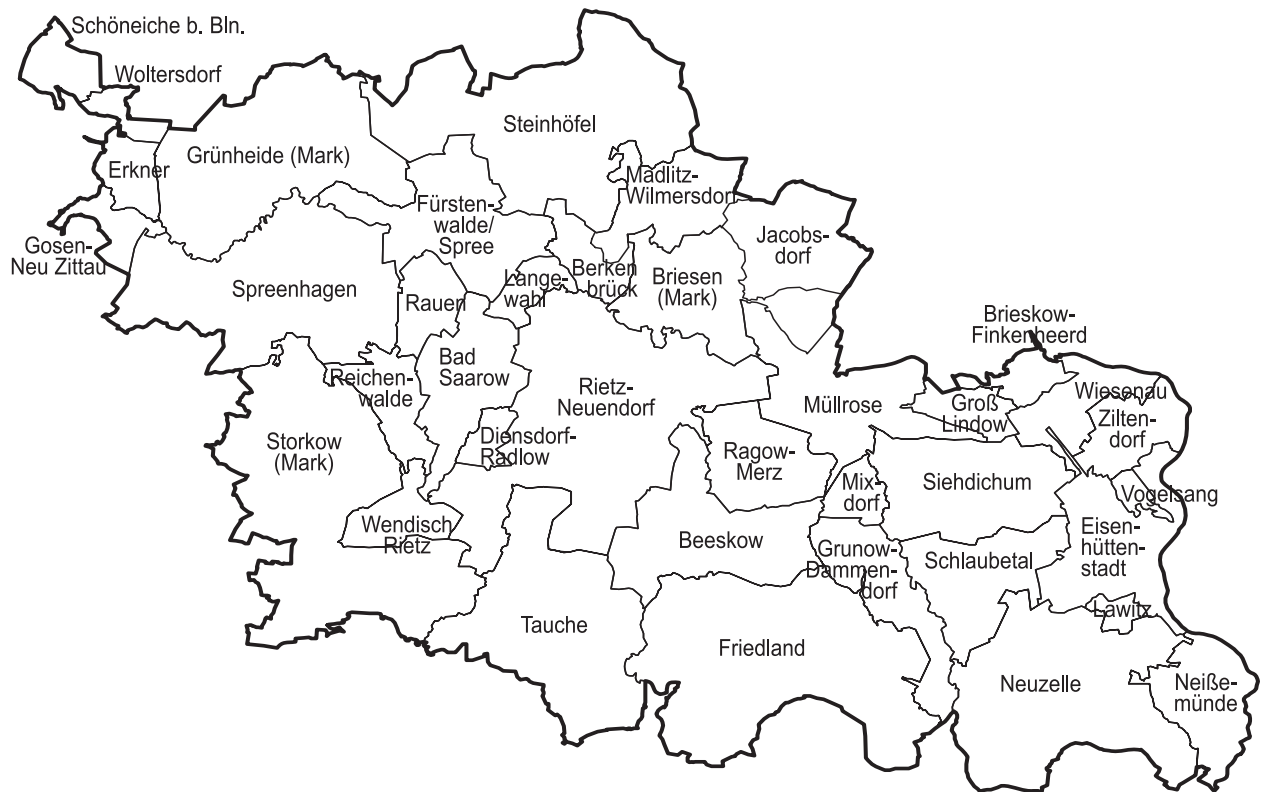 Schöneiche b. Bln.
Woltersdorf
Steinhöfel
Grünheide (Mark)
Erkner
Madlitz-
Wilmersdorf
Fürsten-
walde/
Spree
Jacobs-
dorf
Gosen-
Neu Zittau
Spreenhagen
Rauen
Lange-
wahl
Berken
brück
Briesen
(Mark)
Brieskow-
Finkenheerd
Bad
Saarow
Reichen-
walde
Rietz-
Neuendorf
Müllrose
Groß
Lindow
Wiesenau
Zilten-
dorf
Storkow
(Mark)
Diensdorf-
Radlow
Ragow-
Merz
Mix-
dorf
Siehdichum
Vogelsang
Wendisch
Rietz
Beeskow
Grunow-
Dammen-
dorf
Schlaubetal
Eisen-
hütten-
stadt
Lawitz
Tauche
Friedland
Neuzelle
Neiße-
münde